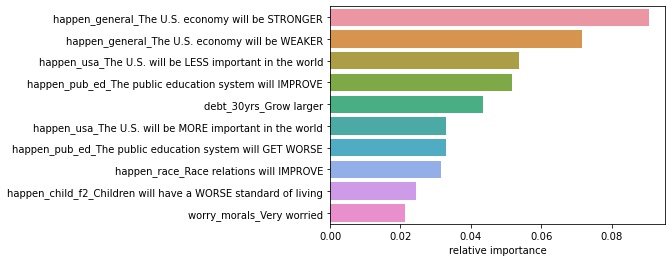 happen_general_The U.S. economy will be STRONGER
happen_general_The U.S. economy will be WEAKER
happen_usa_The U.S. will be LESS important in the world
happen_pub_ed_The public education system will IMPROVE
debt_30yrs_Grow larger
happen_usa_The U.S. will be MORE important in the world
happen_pub_ed_The public education system will GET WORSE
happen_race_Race relations will IMPROVE
happen_child_f2_Children will have a WORSE standard of living
worry_morals_Very worried
0.00 0.02 0.04 0.06 0.08
relative importance